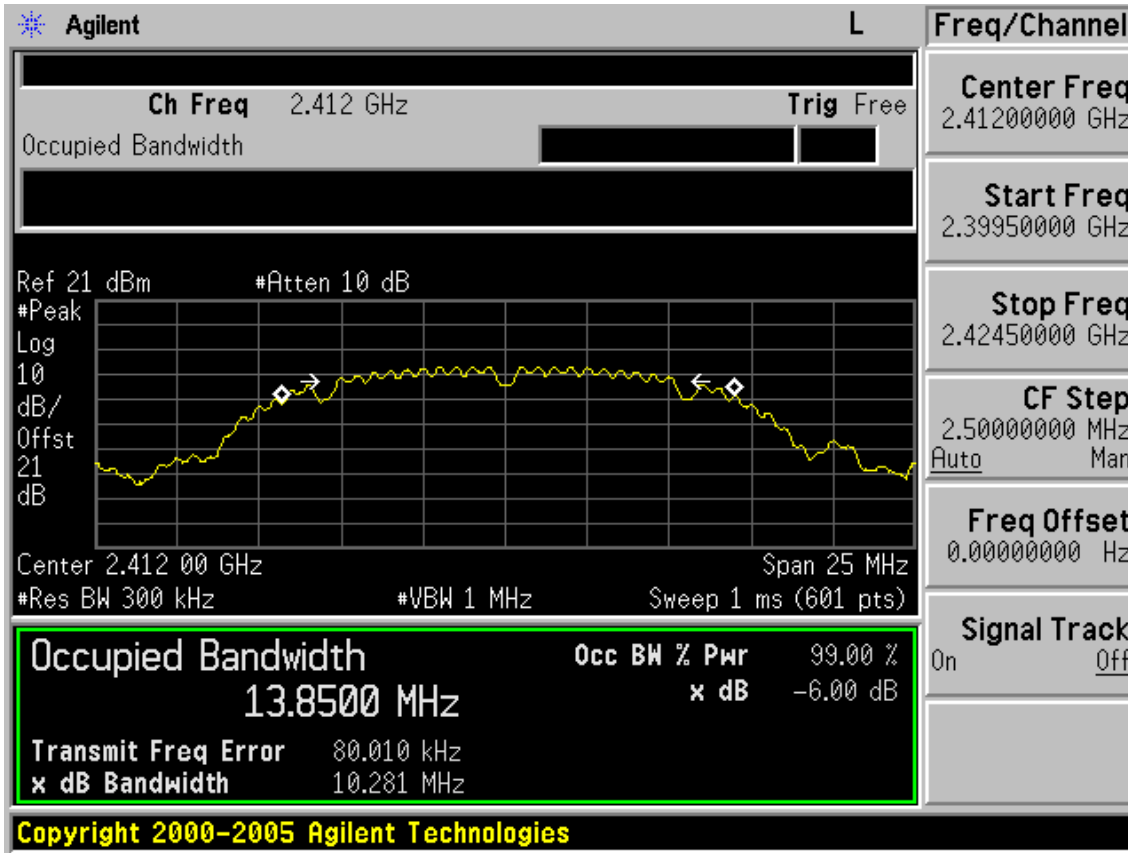 Agilent L Freq/Channel
Ch Freq 2.412 GHz Trig Free
Occupied Bandwidth
Center Freq
2.41200000 GHz
Start Freq
2.39950000 GHz
Stop Freq
2.42450000 GHz
CF Step
2.50000000 MHz
Auto Man
Freq Offset
0.00000000 Hz
Signal Track
On Off
Ref 21 dBm #Atten 10 dB
#Peak
Log
10
dB/
Offst
21
dB
Center 2.412 00 GHz Span 25 MHz
#Res BW 300 kHz #VBW 1 MHz Sweep 1 ms (601 pts)
Occupied Bandwidth Occ BW % Pwr 99.00 %
13.8500 MHz x dB -6.00 dB
Transmit Freq Error 80.010 kHz
x dB Bandwidth 10.281 MHz
Copyright 2000-2005 Agilent Technologies